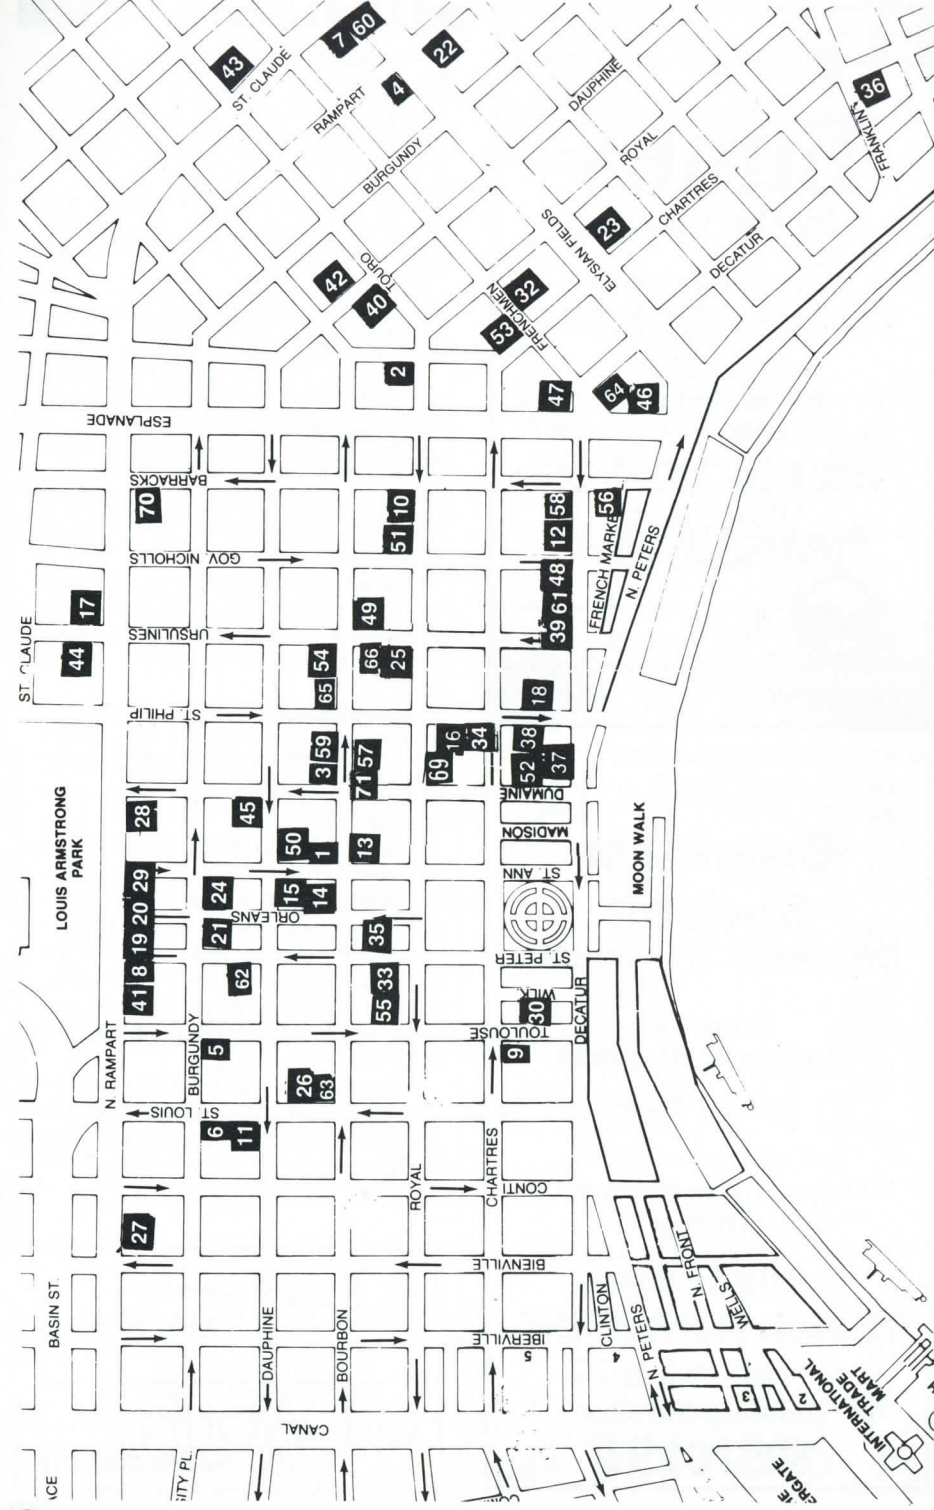 43
ST. CLAUDE
7 60
22
RAMPART
4
DAUPHINE
36
FRANKLIN
BURGUNDY
ROYAL
CHARTRES
23
ELYSIAN FIELDS
DECATUR
42
TOURO
40
32
FRENCHMEN
53
2
47
64
46
ESPLANADE
BARRACKS
70
10
51
58
12
56
GOV. NICHOLLS
FRENCH MARKET
N. PETERS
17
48
61
39
49
URSULINES
ST. CLAUDE
44
54
65
66
25
18
ST. PHILIP
59
3
57
71
16
34
69
38
52
37
DUMAINE
LOUIS ARMSTRONG
PARK
28
45
50
1
13
MADISON
MOON WALK
ST. ANN
29
20
19
8
41
24
15
14
ORLEANS
21
35
ST. PETER
62
33
55
WILK.
30
TOULOUSE
DECATUR
N. RAMPART
BURGUNDY
5
9
26
63
ST. LOUIS
6
11
ROYAL
CHARTRES
CONTI
27
BIENVILLE
N. FRONT
WELLS
BASIN ST.
DAUPHINE
BOURBON
IBERVILLE
CLINTON
N. PETERS
5
4
3
2
CANAL
INTERNATIONAL
TRADE
MART